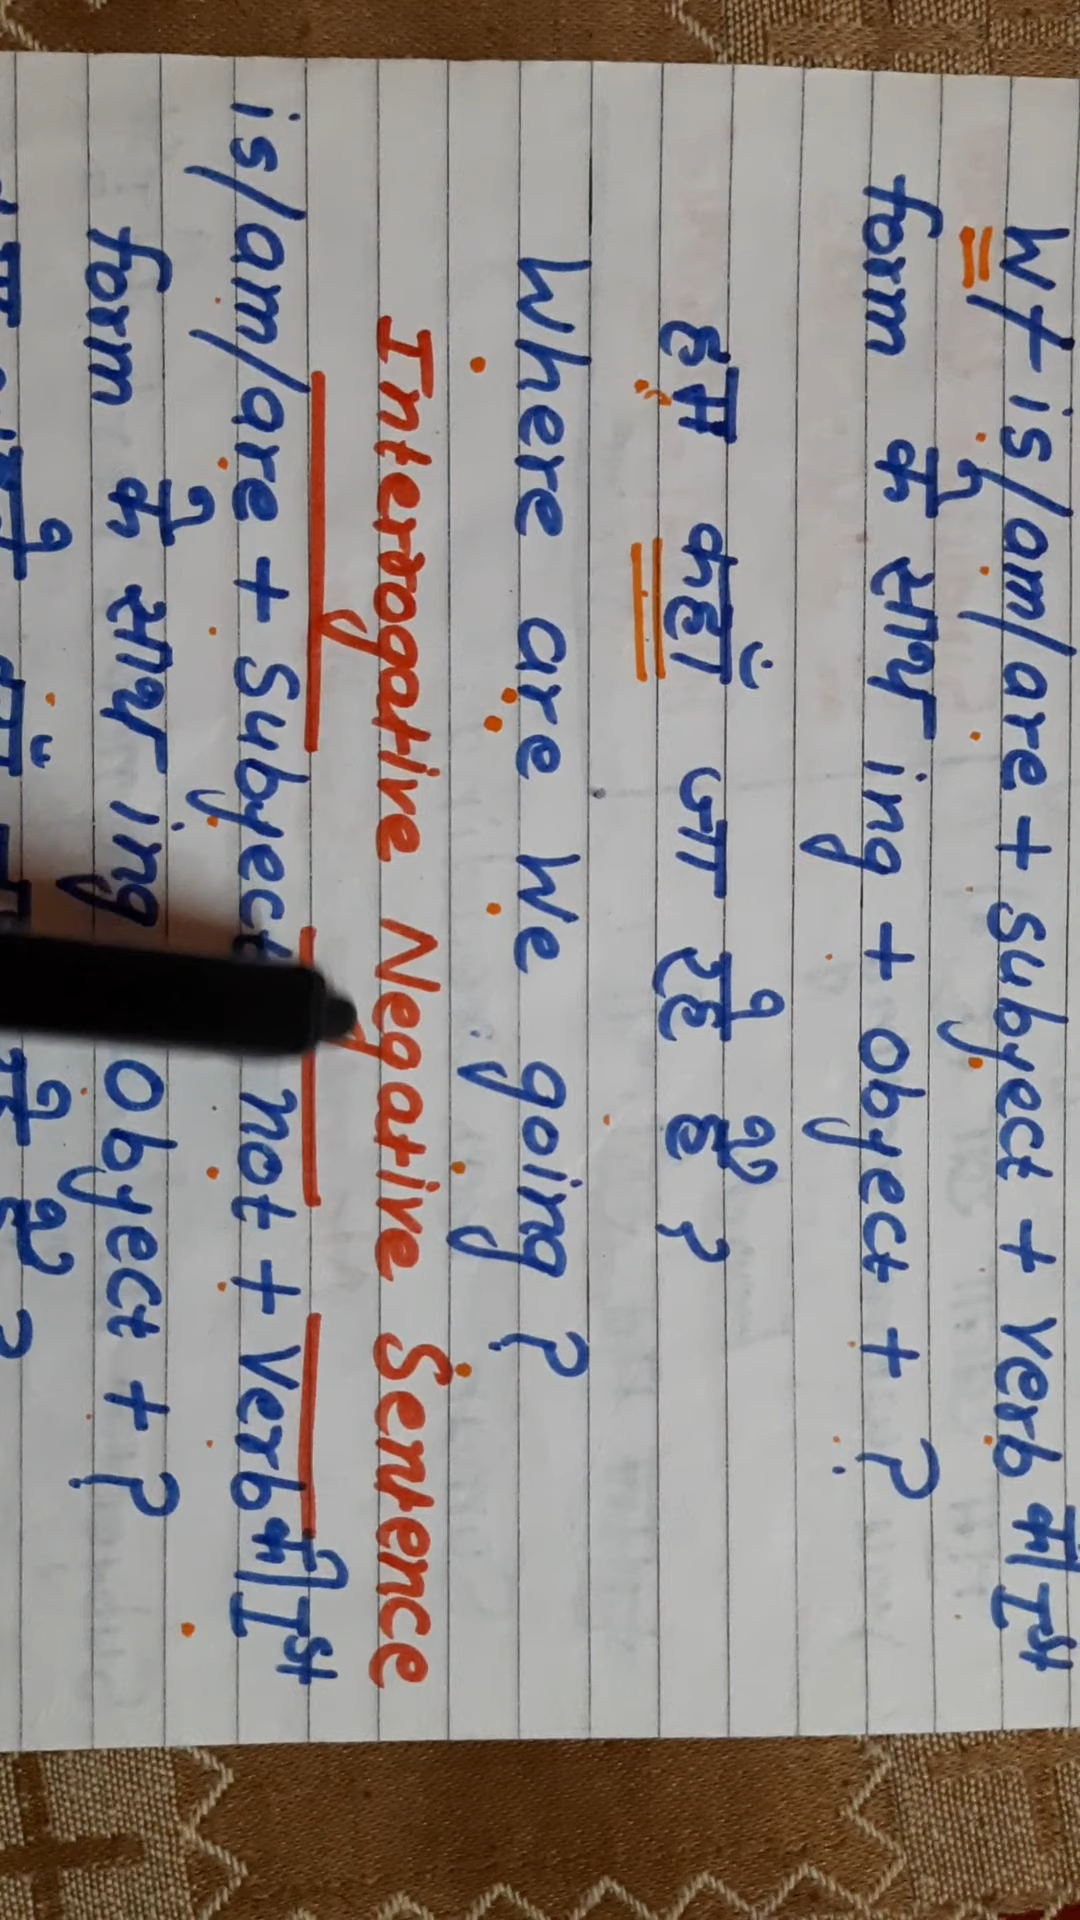 Wf is/am/are + Subject + Verb की Ist
form के साथ ing + Object + ?
हम कहाँ जा रहे हैं ?
Where are We going ?
Interrogative Negative Sentence
is/am/are + Subject not + Verb की Ist
form के साथ ing Object + ?